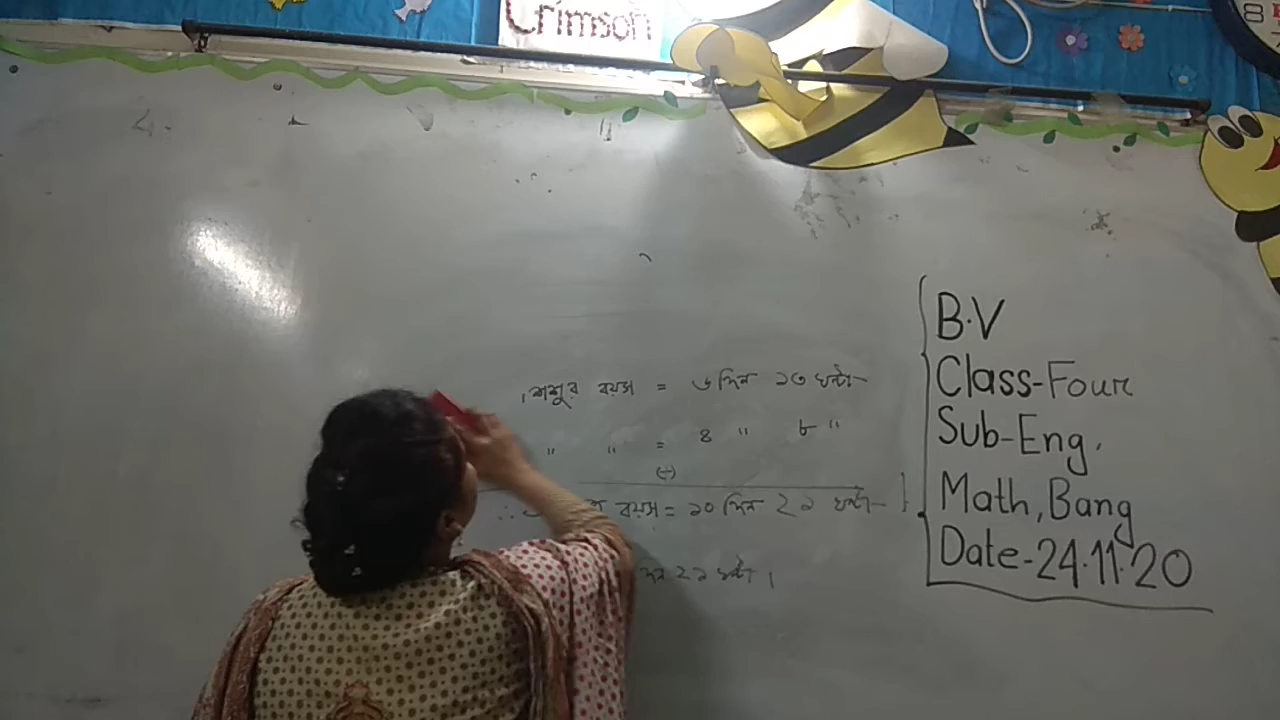 Crimson
8
শিশুর বয়স = ৬ দিন ১৩ ঘন্টা
" " = ৪ " ৮ "
(+)
বয়স = ১০ দিন ২১ ঘন্টা
২১ ঘন্টা।
B.V
Class-Four
Sub-Eng,
Math, Bang
Date-24.11.20